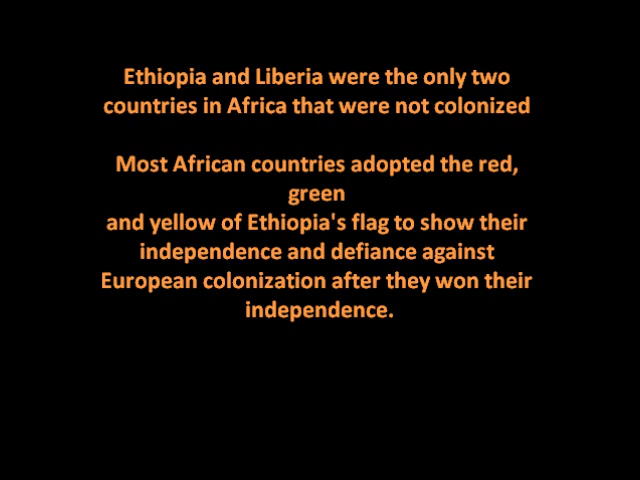 Ethiopia and Liberia were the only two
countries in Africa that were not colonized
Most African countries adopted the red,
green
and yellow of Ethiopia's flag to show their
independence and defiance against
European colonization after they won their
independence.